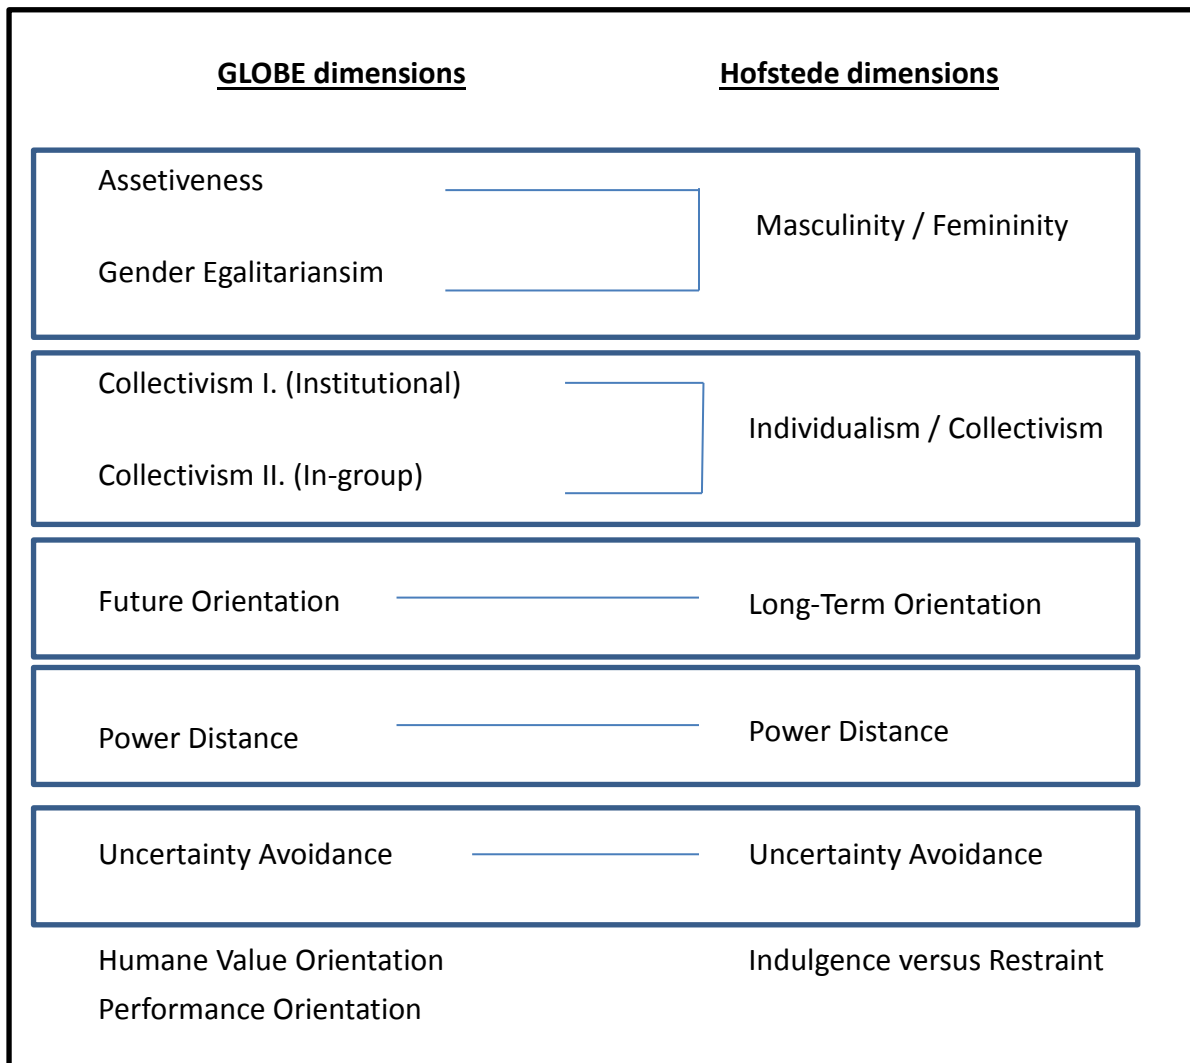 GLOBE dimensions
Hofstede dimensions
Assetiveness
Gender Egalitariansim
Masculinity / Femininity
Collectivism I. (Institutional)
Collectivism II. (In-group)
Individualism / Collectivism
Future Orientation
Long-Term Orientation
Power Distance
Power Distance
Uncertainty Avoidance
Uncertainty Avoidance
Humane Value Orientation
Performance Orientation
Indulgence versus Restraint